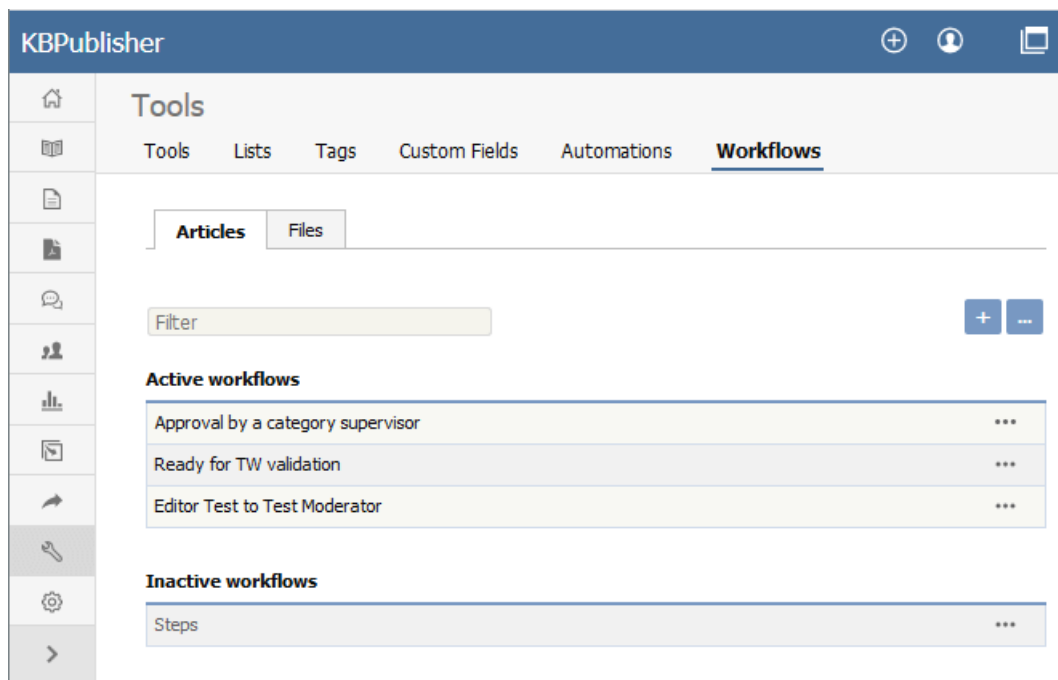 KBPublisher
Tools
Tools Lists Tags Custom Fields Automations Workflows
Articles Files
Filter
+ ...
Active workflows
Approval by a category supervisor
Ready for TW validation
Editor Test to Test Moderator
Inactive workflows
Steps